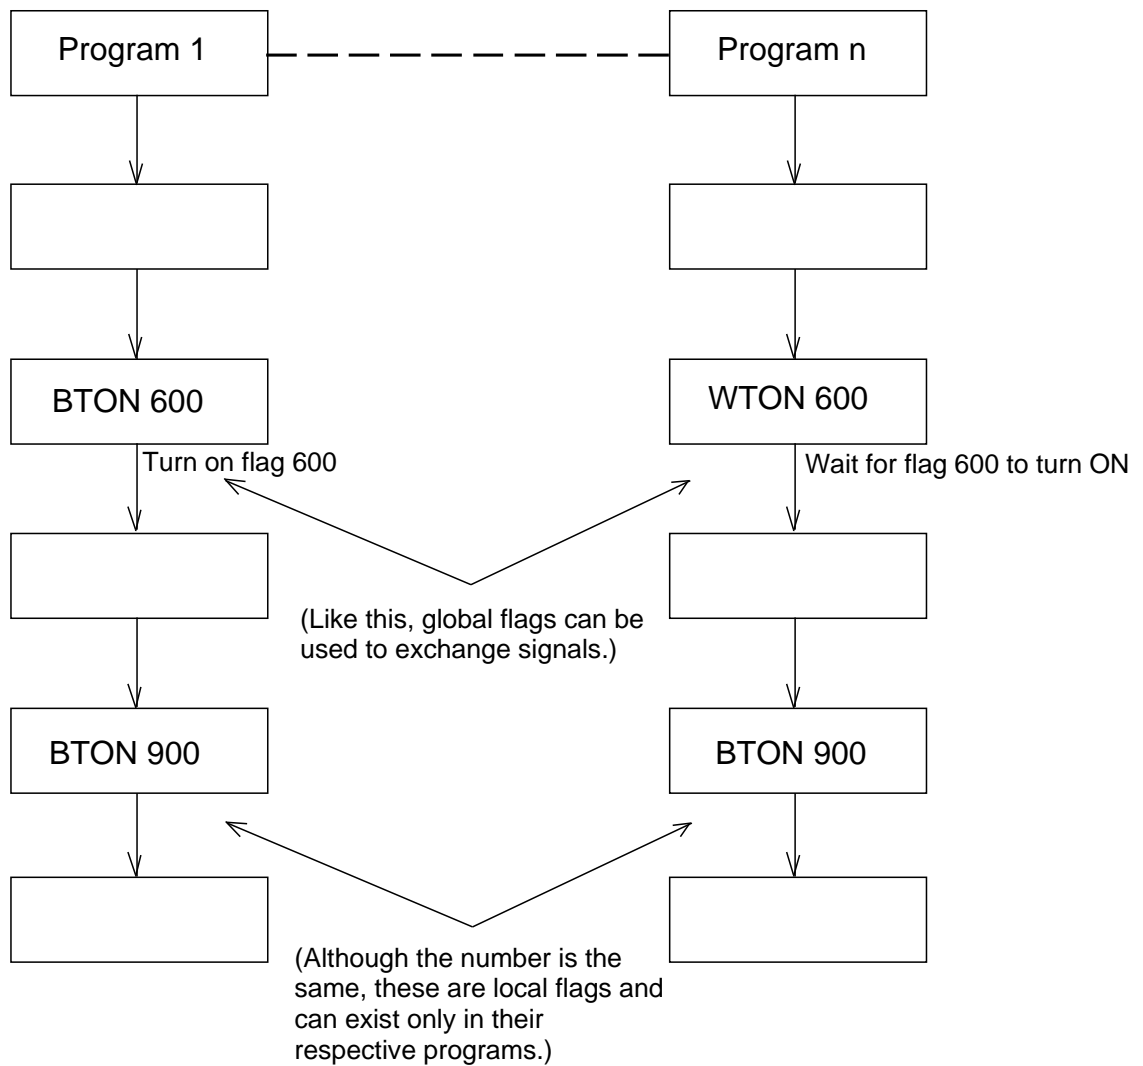 Program 1
Program n
BTON 600
WTON 600
Turn on flag 600
Wait for flag 600 to turn ON
(Like this, global flags can be
used to exchange signals.)
BTON 900
BTON 900
(Although the number is the
same, these are local flags and
can exist only in their
respective programs.)